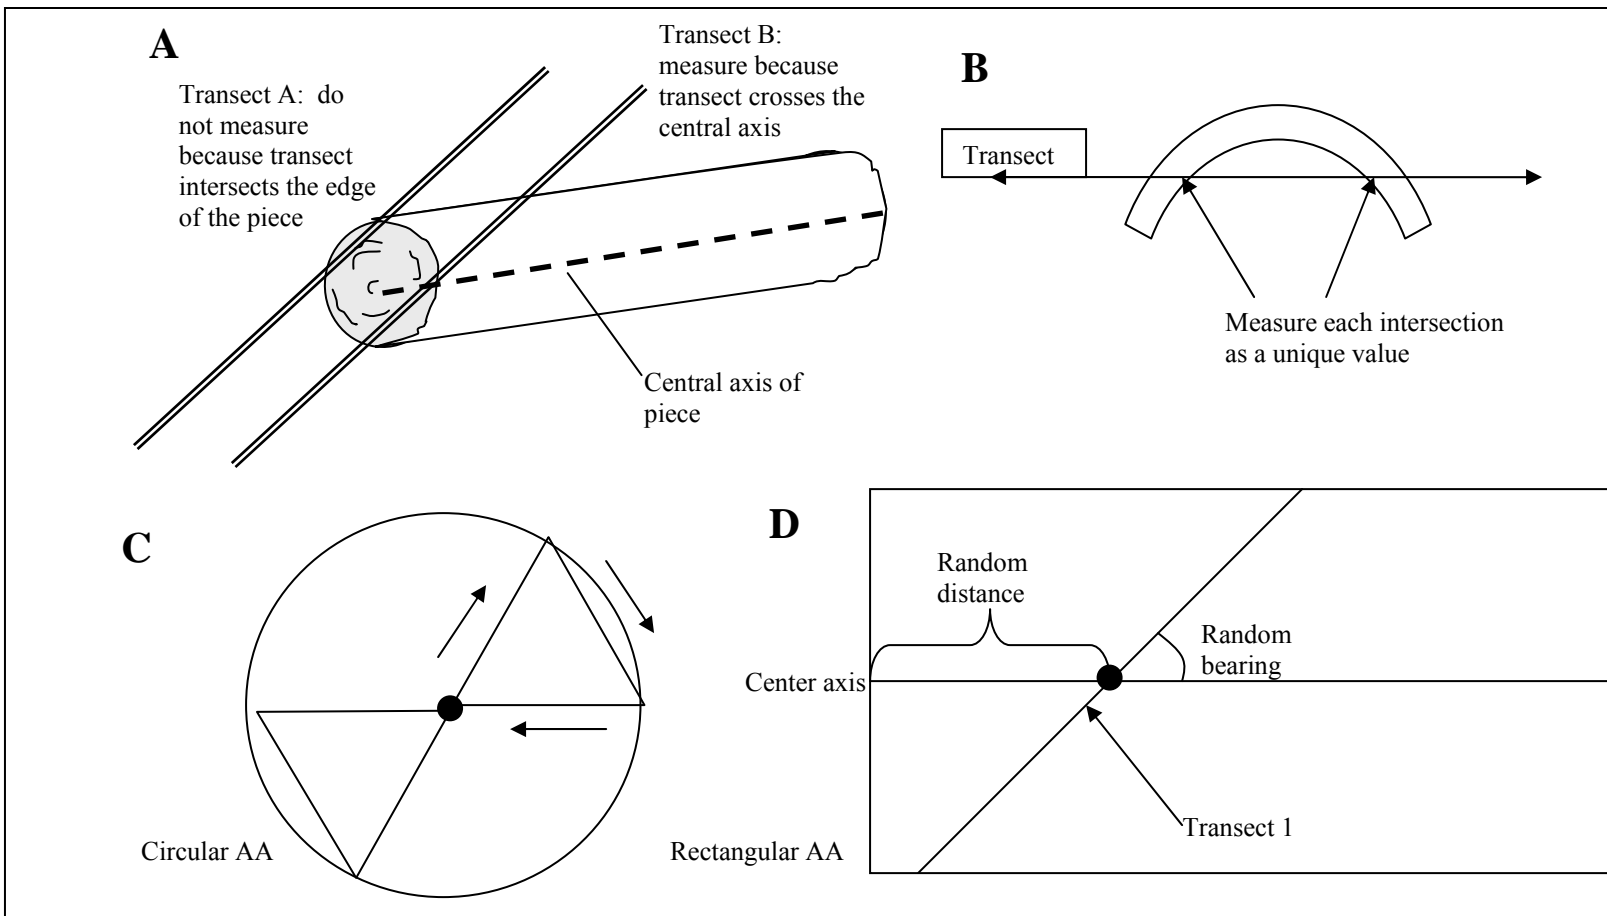 A
Transect A: do
not measure
because transect
intersects the edge
of the piece
Transect B:
measure because
transect crosses the
central axis
Central axis of
piece
B
Transect
Measure each intersection
as a unique value
C
Circular AA
D
Random
distance
Random
bearing
Center axis
Transect 1
Rectangular AA